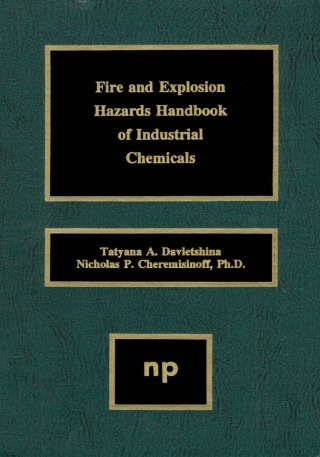 Fire and Explosion
Hazards Handbook
of Industrial
Chemicals
Tatyana A. Davletshina
Nicholas P. Cheremisinoff, Ph.D.
np